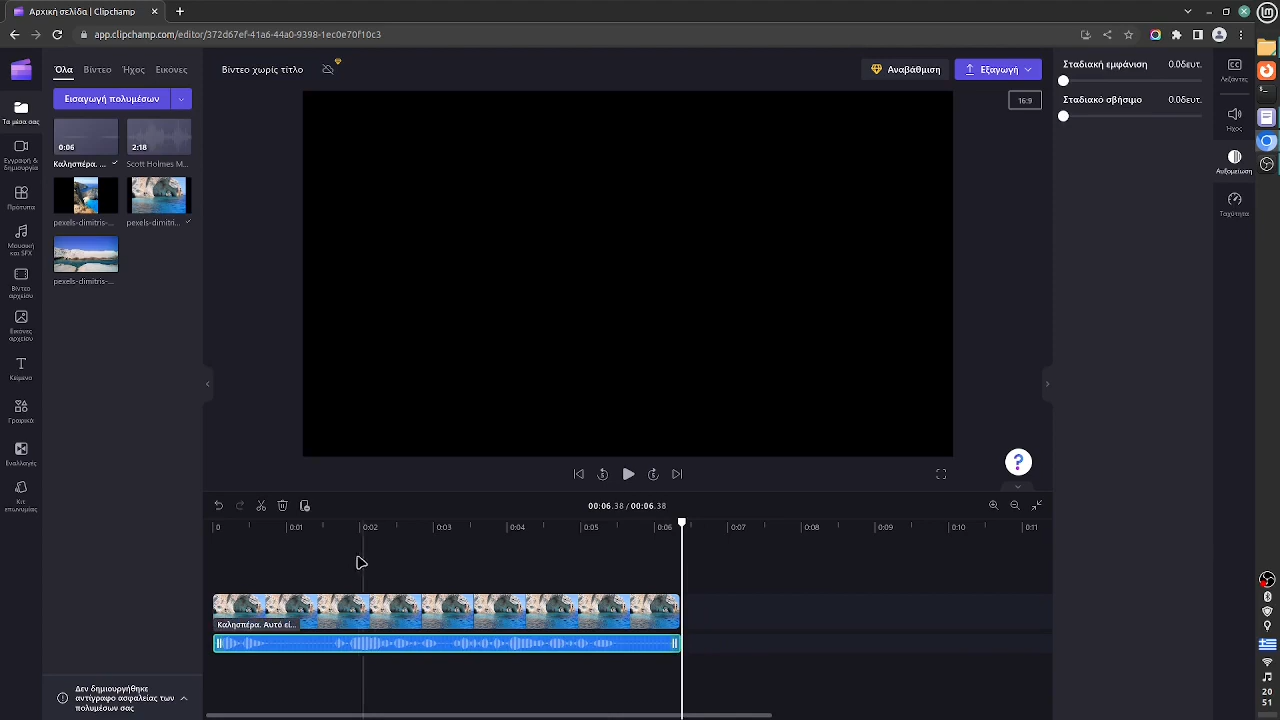 Αρχική σελίδα | Clipchamp
app.clipchamp.com/editor/372d67ef-41a6-44a0-9398-1ec0e70f10c3
Όλα Βίντεο Ήχος Εικόνες
Εισαγωγή πολυμέσων
Τα μέσα σας
Εγγραφή &
δημιουργία
Πρότυπα
Μουσική
και SFX
Βίντεο
αρχείου
Εικόνες
αρχείου
Κείμενο
Γραφικά
Εναλλαγές
Κιτ
επωνυμίας
0:06
2:18
Καλησπέρα. ...
Scott Holmes M...
pexels-dimitris-...
pexels-dimitri...
pexels-dimitris-...
Δεν δημιουργήθηκε
αντίγραφο ασφαλείας των
πολυμέσων σας
Βίντεο χωρίς τίτλο
Αναβάθμιση
Εξαγωγή
16:9
?
Σταδιακή εμφάνιση 0.0δευτ.
Σταδιακό σβήσιμο 0.0δευτ.
Λεζάντες
Ήχος
Αυξομείωση
Ταχύτητα
00:06.38 / 00:06.38
0 0:01 0:02 0:03 0:04 0:05 0:06 0:07 0:08 0:09 0:10 0:11
Καλησπέρα. Αυτό εί...
20
51